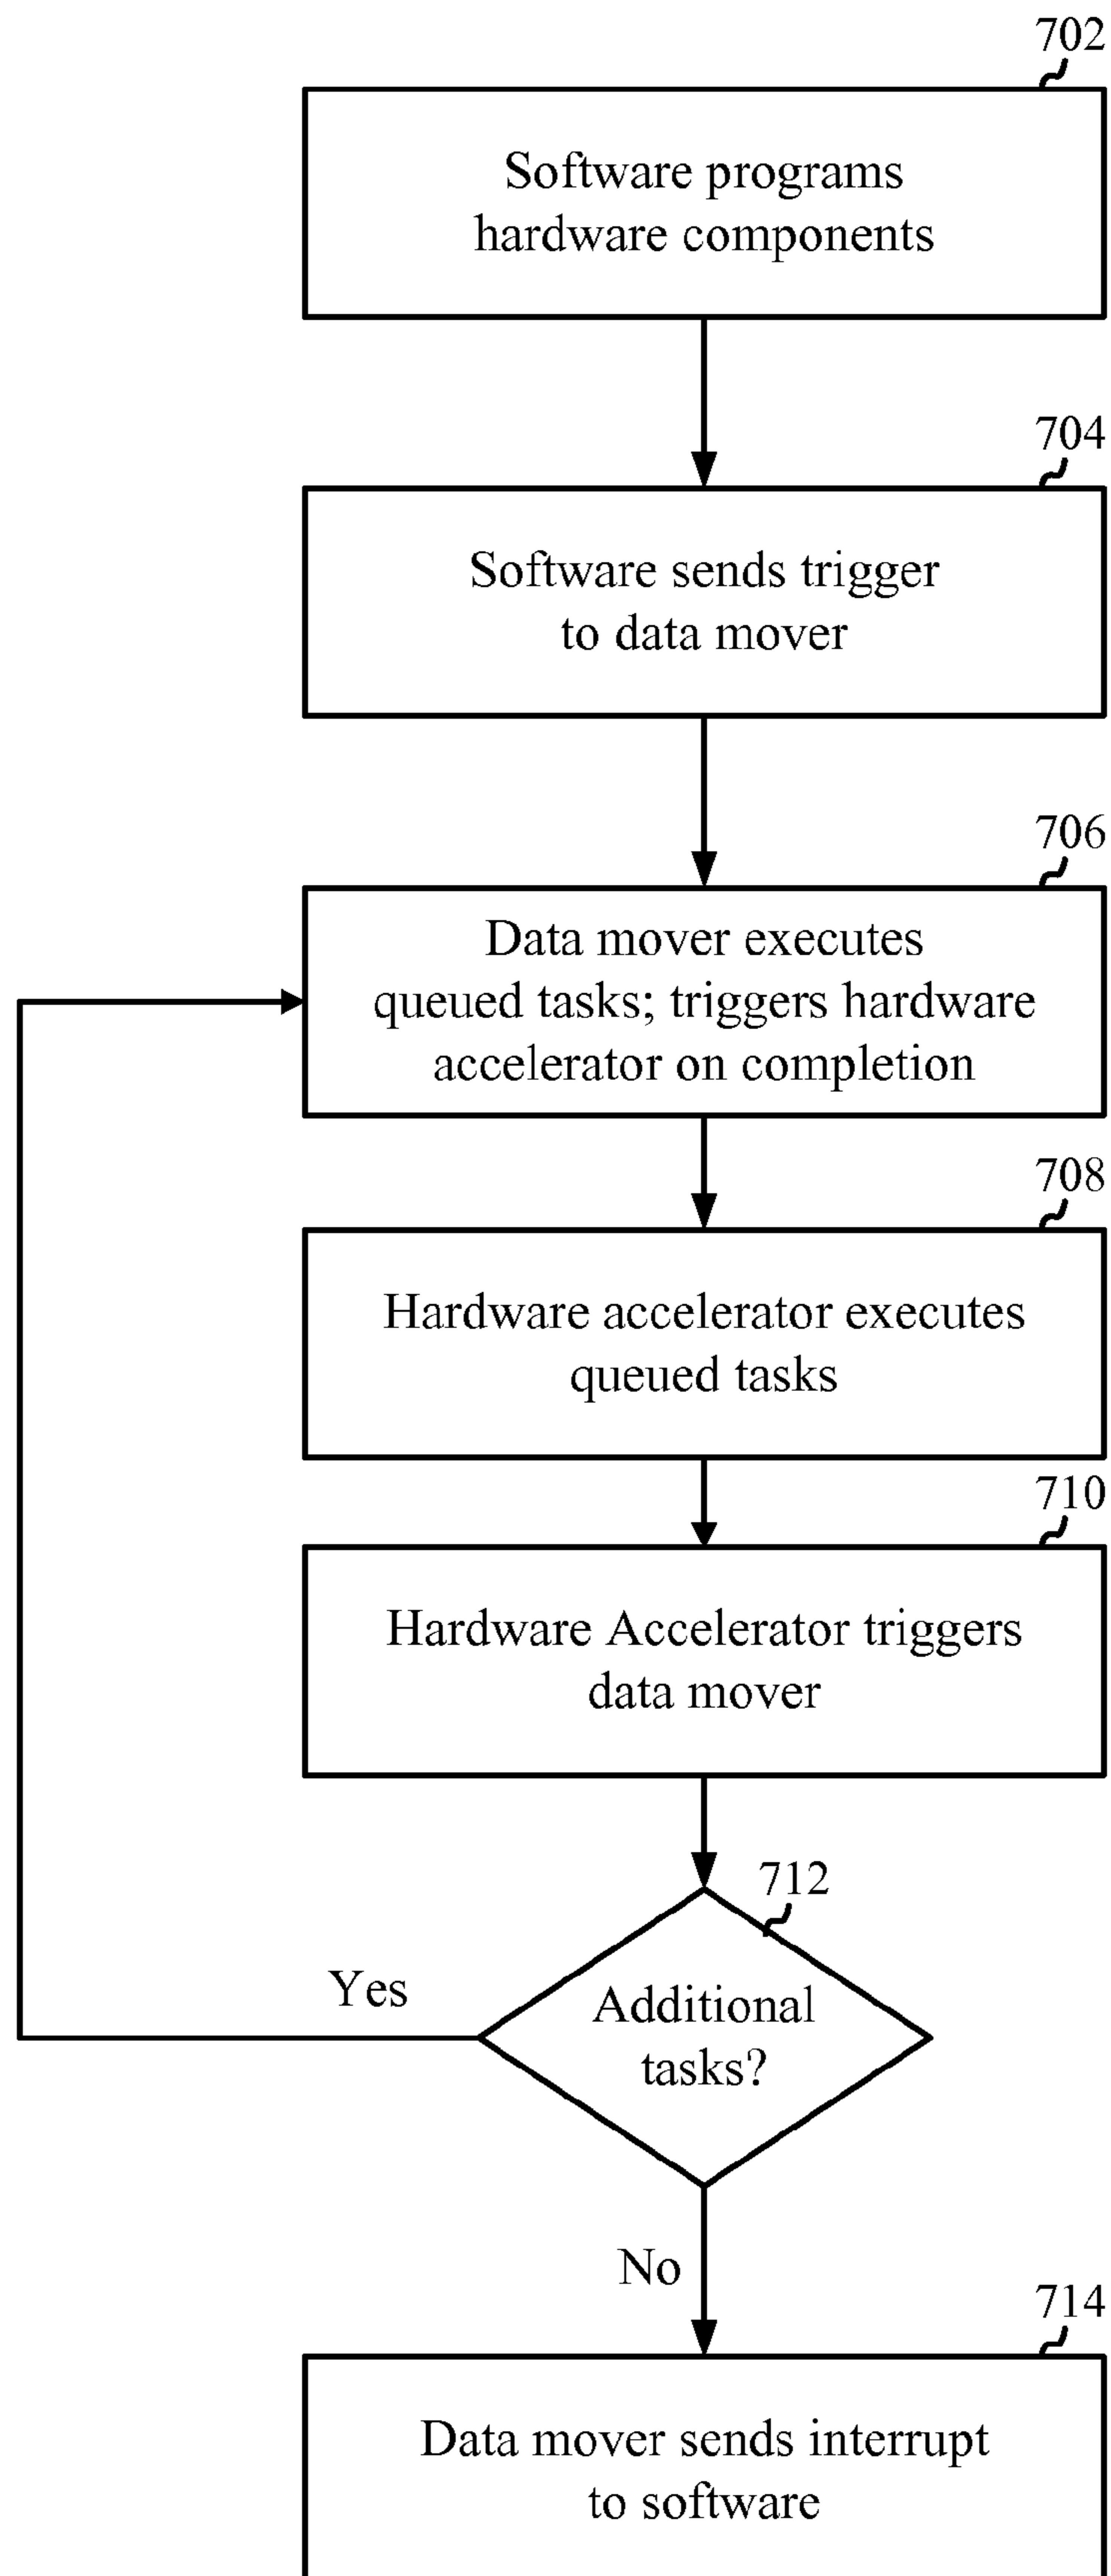 702
Software programs
hardware components
704
Software sends trigger
to data mover
706
Data mover executes
queued tasks; triggers hardware
accelerator on completion
708
Hardware accelerator executes
queued tasks
710
Hardware Accelerator triggers
data mover
712
Yes
Additional
tasks?
No
714
Data mover sends interrupt
to software